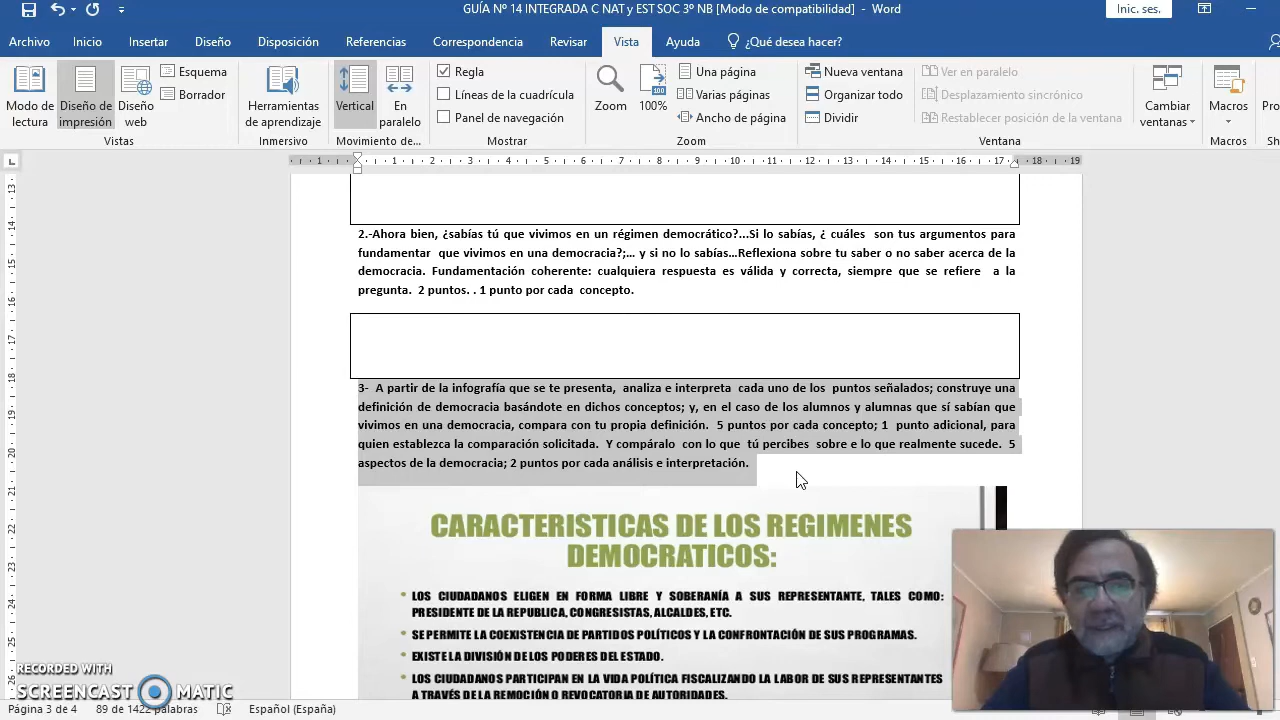 GUÍA Nº 14 INTEGRADA C NAT y EST SOC 3º NB [Modo de compatibilidad] - Word
Inic. ses.
Archivo Inicio Insertar Diseño Disposición Referencias Correspondencia Revisar Vista Ayuda ¿Qué desea hacer?
Modo de lectura
Diseño de impresión
Diseño web
Esquema
Borrador
Vistas
Herramientas de aprendizaje
Inmersivo
Vertical
En paralelo
Movimiento de...
Regla
Líneas de la cuadrícula
Panel de navegación
Mostrar
Zoom
100%
Una página
Varias páginas
Ancho de página
Zoom
Nueva ventana
Organizar todo
Dividir
Ver en paralelo
Desplazamiento sincrónico
Restablecer posición de la ventana
Ventana
Cambiar ventanas
Macros
Macros
2.-Ahora bien, ¿sabías tú que vivimos en un régimen democrático?...Si lo sabías, ¿ cuáles son tus argumentos para
fundamentar que vivimos en una democracia?;... y si no lo sabías...Reflexiona sobre tu saber o no saber acerca de la
democracia. Fundamentación coherente: cualquiera respuesta es válida y correcta, siempre que se refiere a la
pregunta. 2 puntos. . 1 punto por cada concepto.
3- A partir de la infografía que se te presenta, analiza e interpreta cada uno de los puntos señalados; construye una
definición de democracia basándote en dichos conceptos; y, en el caso de los alumnos y alumnas que sí sabían que
vivimos en una democracia, compara con tu propia definición. 5 puntos por cada concepto; 1 punto adicional, para
quien establezca la comparación solicitada. Y compáralo con lo que tú percibes sobre e lo que realmente sucede. 5
aspectos de la democracia; 2 puntos por cada análisis e interpretación.
CARACTERISTICAS DE LOS REGIMENES
DEMOCRATICOS:
• LOS CIUDADANOS ELIGEN EN FORMA LIBRE Y SOBERANÍA A SUS REPRESENTANTE, TALES COMO:
PRESIDENTE DE LA REPUBLICA, CONGRESISTAS, ALCALDES, ETC.
• SE PERMITE LA COEXISTENCIA DE PARTIDOS POLÍTICOS Y LA CONFRONTACIÓN DE SUS PROGRAMAS.
• EXISTE LA DIVISIÓN DE LOS PODERES DEL ESTADO.
• LOS CIUDADANOS PARTICIPAN EN LA VIDA POLÍTICA FISCALIZANDO LA LABOR DE SUS REPRESENTANTES
A TRAVÉS DE LA REMOCIÓN O REVOCATORIA DE AUTORIDADES.
RECORDED WITH
SCREENCAST MATIC
Página 3 de 4 89 de 1422 palabras Español (España)